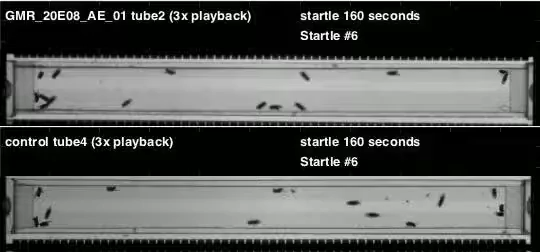 GMR_20E08_AE_01 tube2 (3x playback)
startle 160 seconds
Startle #6
control tube4 (3x playback)
startle 160 seconds
Startle #6